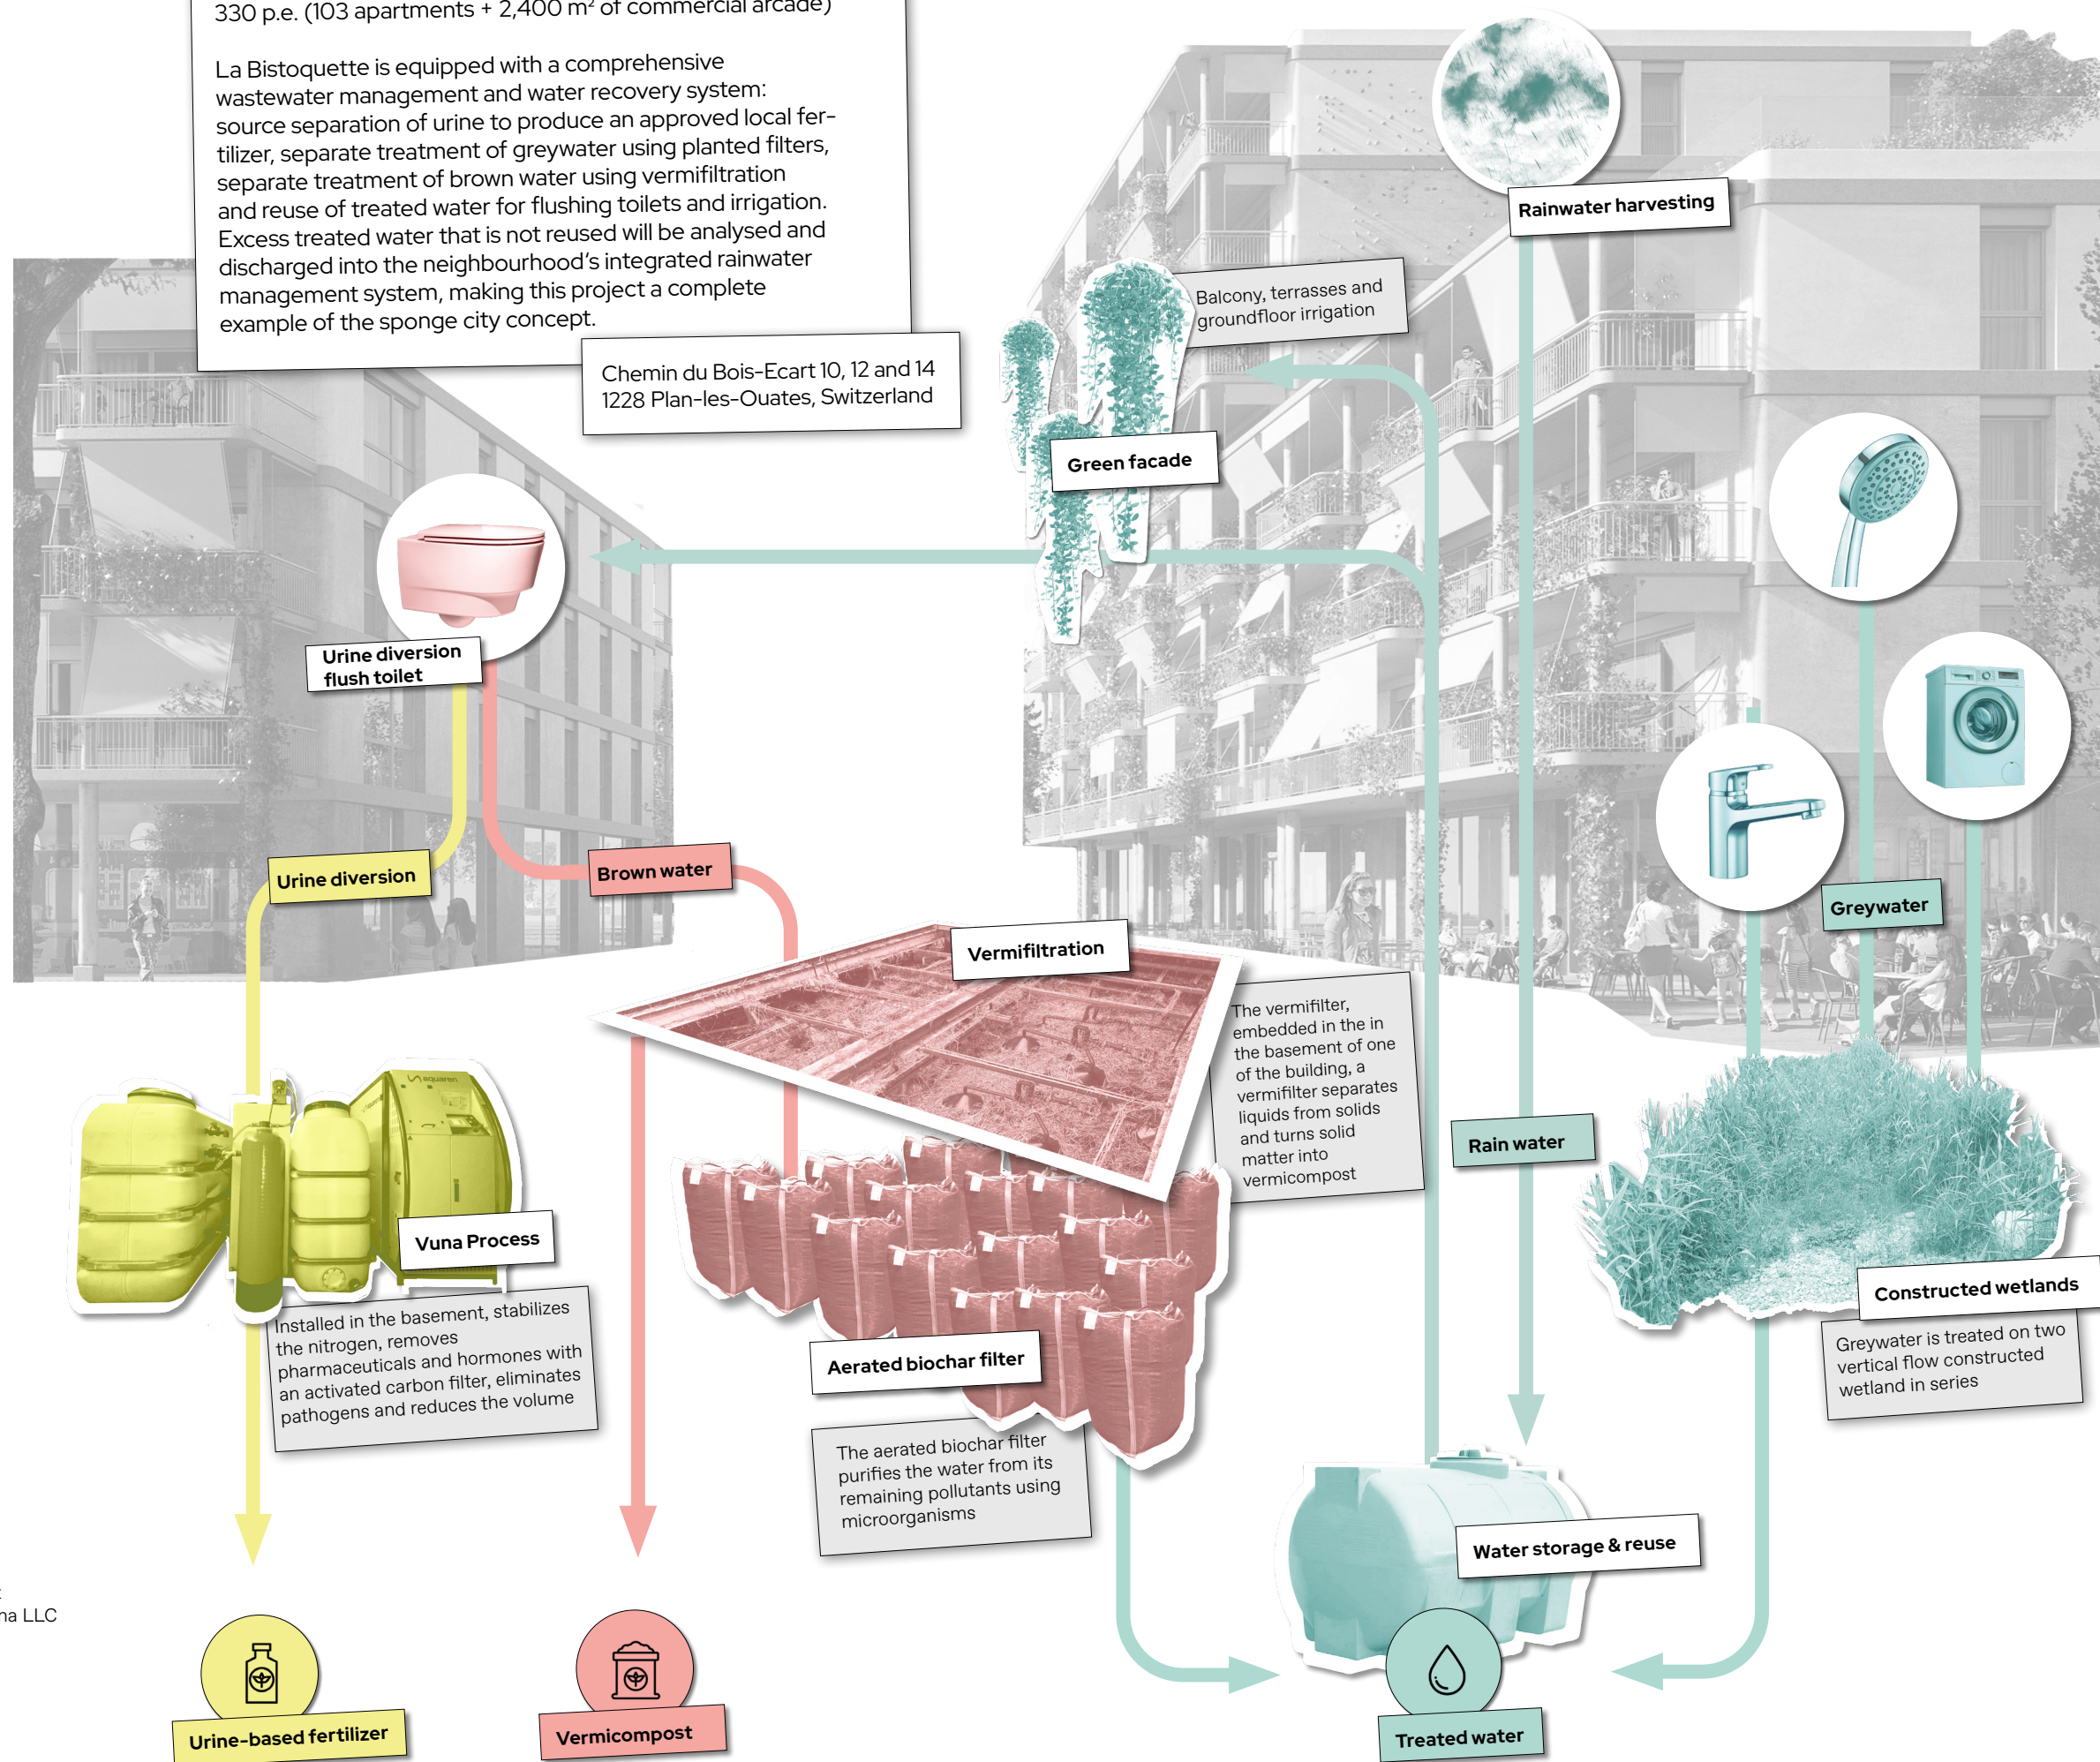 330 p.e. (103 apartments + 2,400 m² of commercial arcade)
La Bistoquette is equipped with a comprehensive
wastewater management and water recovery system:
source separation of urine to produce an approved local fer-
tilizer, separate treatment of greywater using planted filters,
separate treatment of brown water using vermifiltration
and reuse of treated water for flushing toilets and irrigation.
Excess treated water that is not reused will be analysed and
discharged into the neighbourhood's integrated rainwater
management system, making this project a complete
example of the sponge city concept.
Chemin du Bois-Ecart 10, 12 and 14
1228 Plan-les-Ouates, Switzerland
Rainwater harvesting
Balcony, terrasses and
groundfloor irrigation
Green facade
Urine diversion
flush toilet
Urine diversion
Brown water
Greywater
Vermifiltration
The vermifilter,
embedded in the in
the basement of one
of the building, a
vermifilter separates
liquids from solids
and turns solid
matter into
vermicompost
Rain water
aquaren
Vuna Process
Installed in the basement, stabilizes
the nitrogen, removes
pharmaceuticals and hormones with
an activated carbon filter, eliminates
pathogens and reduces the volume
Constructed wetlands
Greywater is treated on two
vertical flow constructed
wetland in series
Aerated biochar filter
The aerated biochar filter
purifies the water from its
remaining pollutants using
microorganisms
Water storage & reuse
na LLC
Urine-based fertilizer
Vermicompost
Treated water